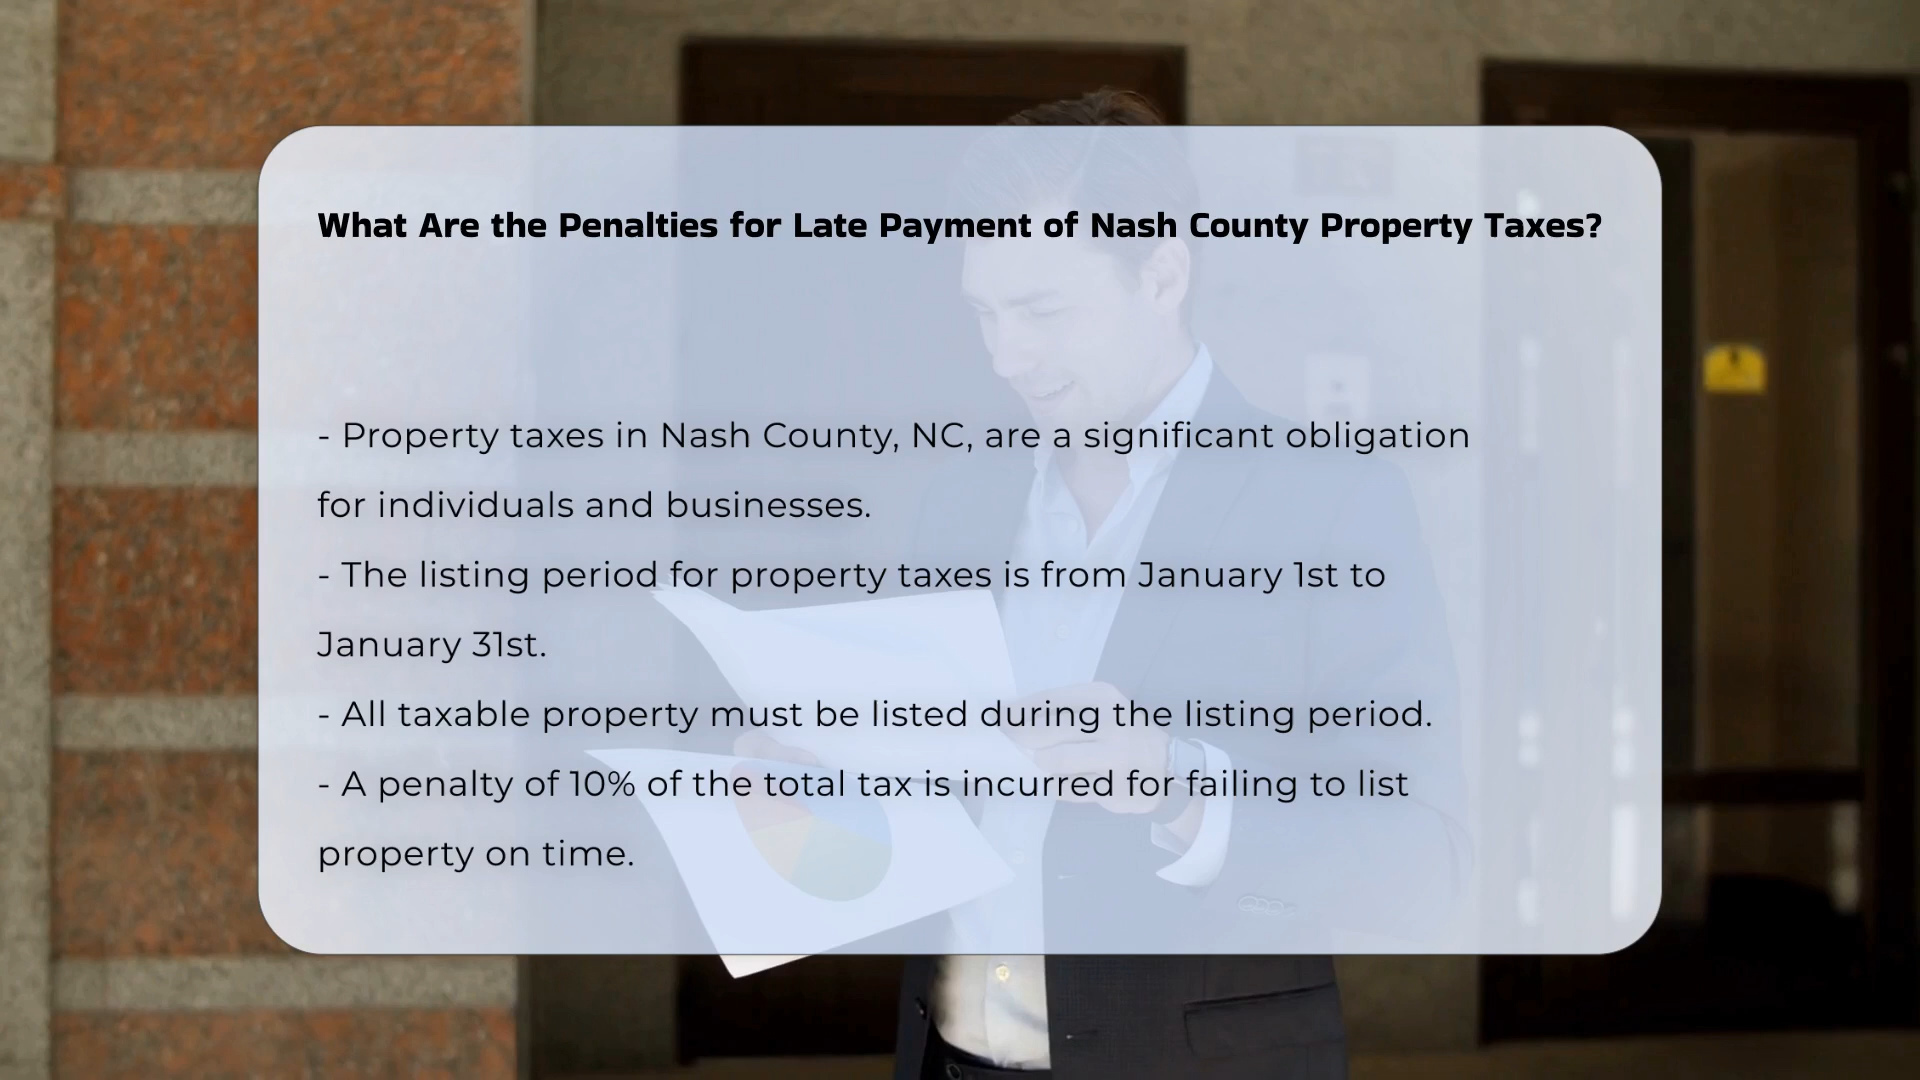 What Are the Penalties for Late Payment of Nash County Property Taxes?
- Property taxes in Nash County, NC, are a significant obligation
for individuals and businesses.
- The listing period for property taxes is from January 1st to
January 31st.
- All taxable property must be listed during the listing period.
- A penalty of 10% of the total tax is incurred for failing to list
property on time.